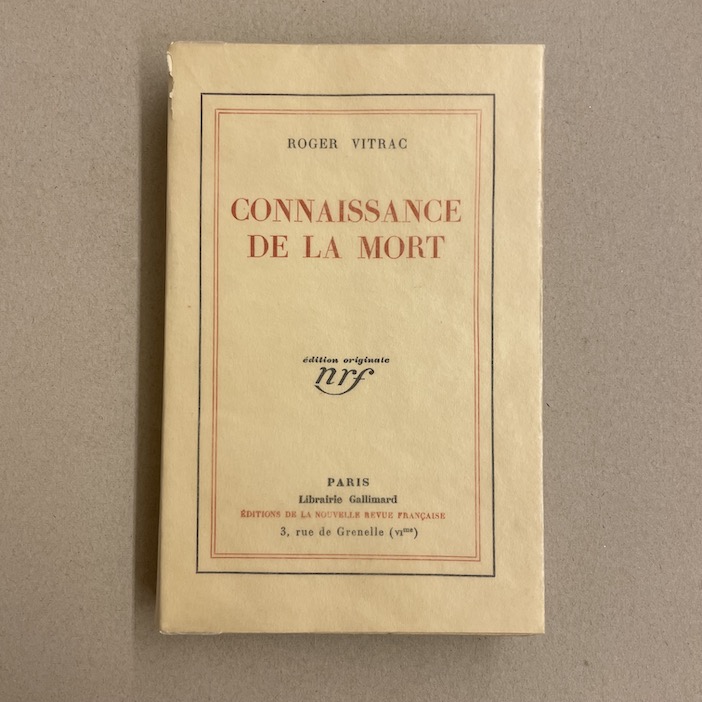 ROGER VITRAC
CONNAISSANCE
DE LA MORT
édition originale
nrf
PARIS
Librairie Gallimard
ÉDITIONS DE LA NOUVELLE REVUE FRANÇAISE
3, rue de Grenelle (VIme)